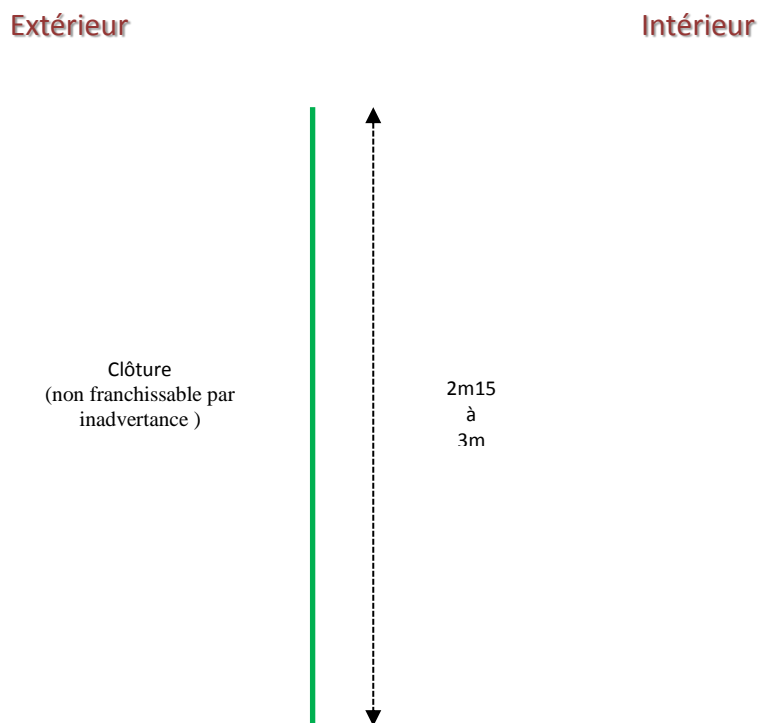 Extérieur
Intérieur
Clôture
(non franchissable par
inadvertance )
2m15
à
3m